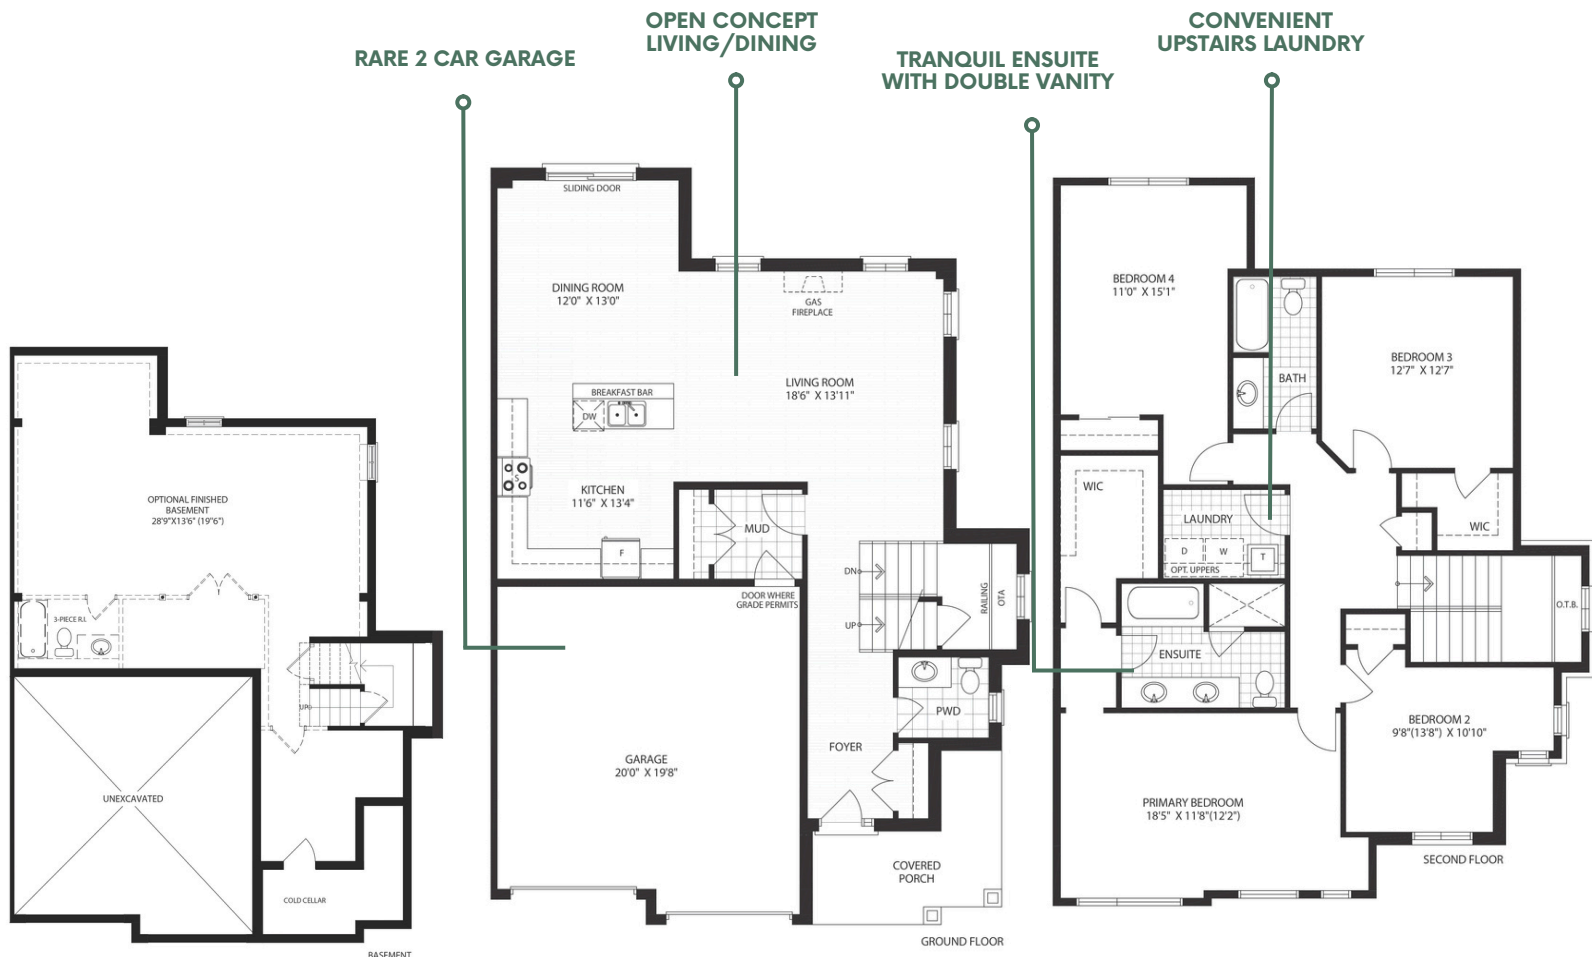 RARE 2 CAR GARAGE
OPEN CONCEPT
LIVING/DINING
TRANQUIL ENSUITE
WITH DOUBLE VANITY
CONVENIENT
UPSTAIRS LAUNDRY
OPTIONAL FINISHED
BASEMENT
28'9"X13'6" (19'6")
3-PIECE R.I.
UP
UNEXCAVATED
COLD CELLAR
BASEMENT
SLIDING DOOR
DINING ROOM
12'0" X 13'0"
GAS
FIREPLACE
LIVING ROOM
18'6" X 13'11"
BREAKFAST BAR
DW
S
KITCHEN
11'6" X 13'4"
F
MUD
DOOR WHERE
GRADE PERMITS
DN
UP
RAILING
OTA
PWD
FOYER
GARAGE
20'0" X 19'8"
COVERED
PORCH
GROUND FLOOR
BEDROOM 4
11'0" X 15'1"
BATH
BEDROOM 3
12'7" X 12'7"
WIC
LAUNDRY
D
W
T
OPT. UPPERS
WIC
O.T.B.
ENSUITE
BEDROOM 2
9'8"(13'8") X 10'10"
PRIMARY BEDROOM
18'5" X 11'8"(12'2")
SECOND FLOOR